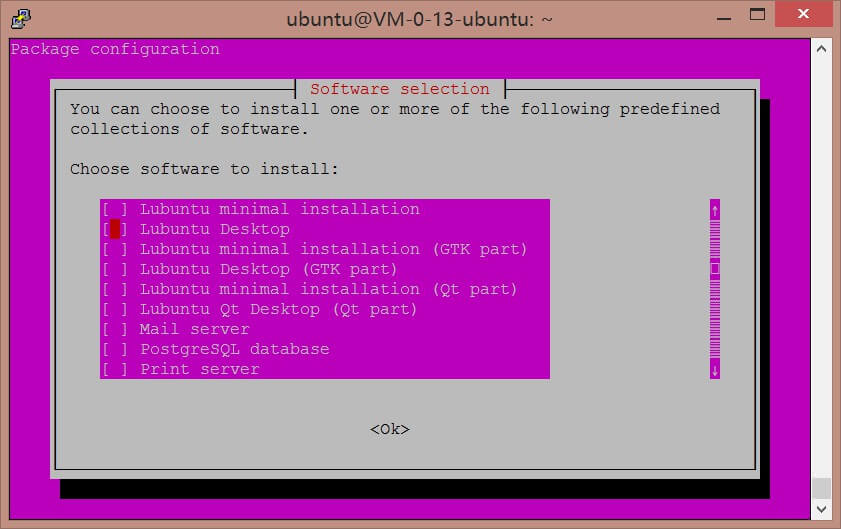 ubuntu@VM-0-13-ubuntu: ~
Package configuration
Software selection
You can choose to install one or more of the following predefined
collections of software.
Choose software to install:
[ ] Lubuntu minimal installation
[ ] Lubuntu Desktop
[ ] Lubuntu minimal installation (GTK part)
[ ] Lubuntu Desktop (GTK part)
[ ] Lubuntu minimal installation (Qt part)
[ ] Lubuntu Qt Desktop (Qt part)
[ ] Mail server
[ ] PostgreSQL database
[ ] Print server
<Ok>